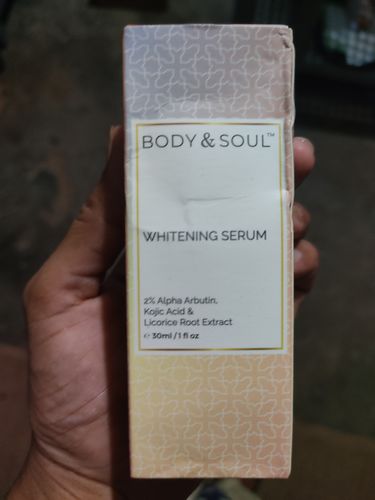 BODY & SOUL™
WHITENING SERUM
2% Alpha Arbutin,
Kojic Acid &
Licorice Root Extract
℮ 30ml / 1 fl oz